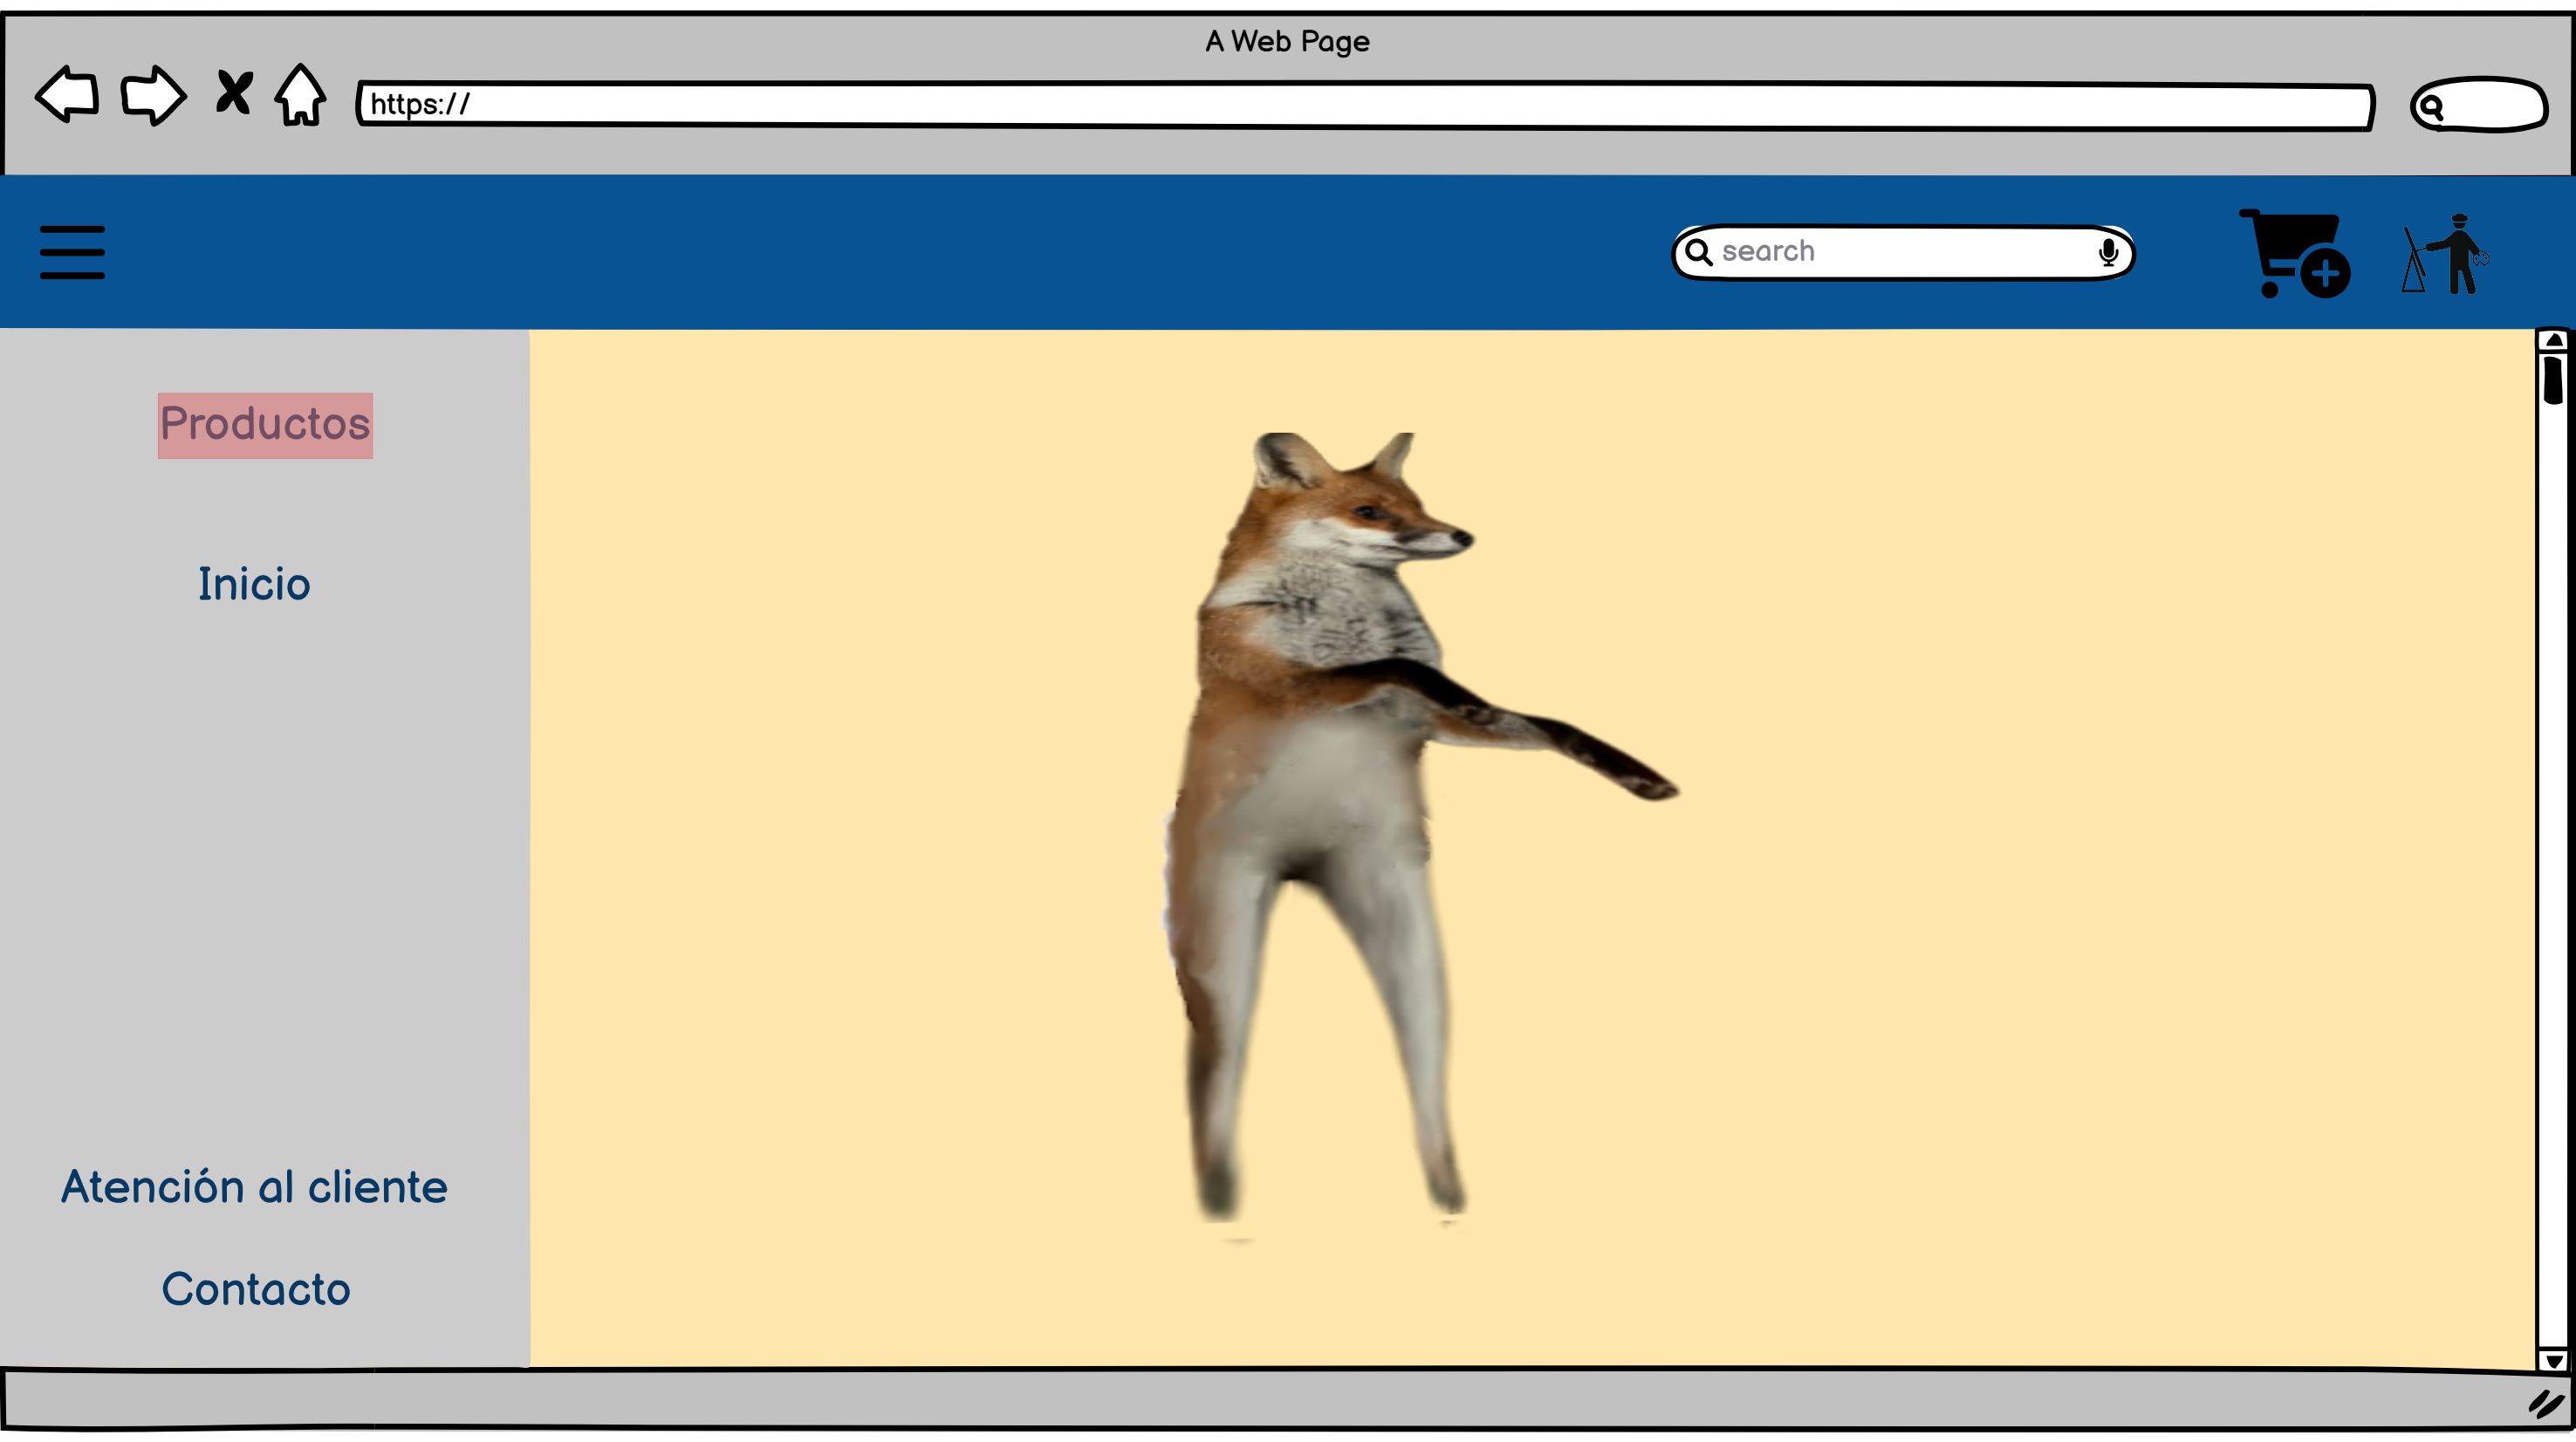 A Web Page
https://
search
Productos
Inicio
Atención al cliente
Contacto